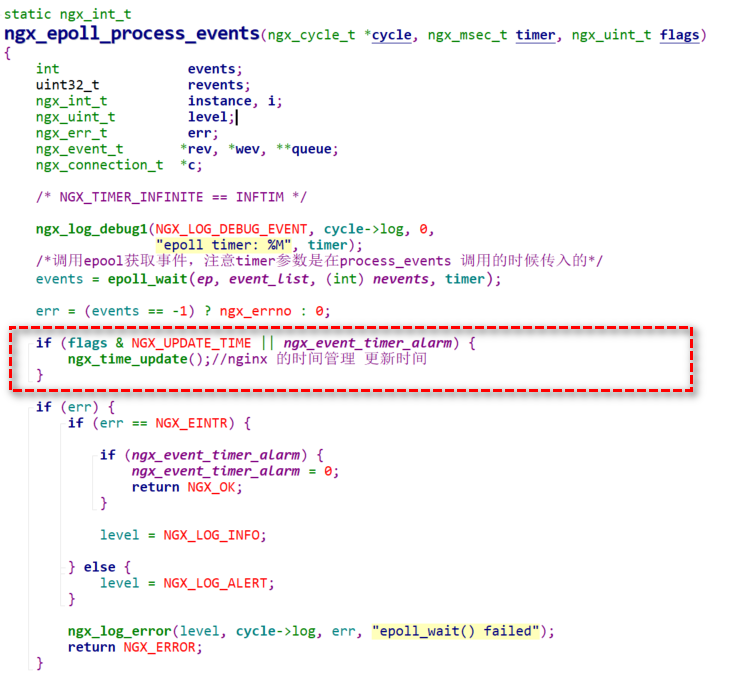 static ngx_int_t
ngx_epoll_process_events(ngx_cycle_t *cycle, ngx_msec_t timer, ngx_uint_t flags)
{
    int                events;
    uint32_t           revents;
    ngx_int_t          instance, i;
    ngx_uint_t         level;
    ngx_err_t          err;
    ngx_event_t       *rev, *wev, **queue;
    ngx_connection_t  *c;
    /* NGX_TIMER_INFINITE == INFTIM */
    ngx_log_debug1(NGX_LOG_DEBUG_EVENT, cycle->log, 0,
                   "epoll timer: %M", timer);
    /*调用epool获取事件，注意timer参数是在process_events 调用的时候传入的*/
    events = epoll_wait(ep, event_list, (int) nevents, timer);
    err = (events == -1) ? ngx_errno : 0;
    if (flags & NGX_UPDATE_TIME || ngx_event_timer_alarm) {
        ngx_time_update();//nginx 的时间管理 更新时间
    }
    if (err) {
        if (err == NGX_EINTR) {
            if (ngx_event_timer_alarm) {
                ngx_event_timer_alarm = 0;
                return NGX_OK;
            }
            level = NGX_LOG_INFO;
        } else {
            level = NGX_LOG_ALERT;
        }
        ngx_log_error(level, cycle->log, err, "epoll_wait() failed");
        return NGX_ERROR;
    }